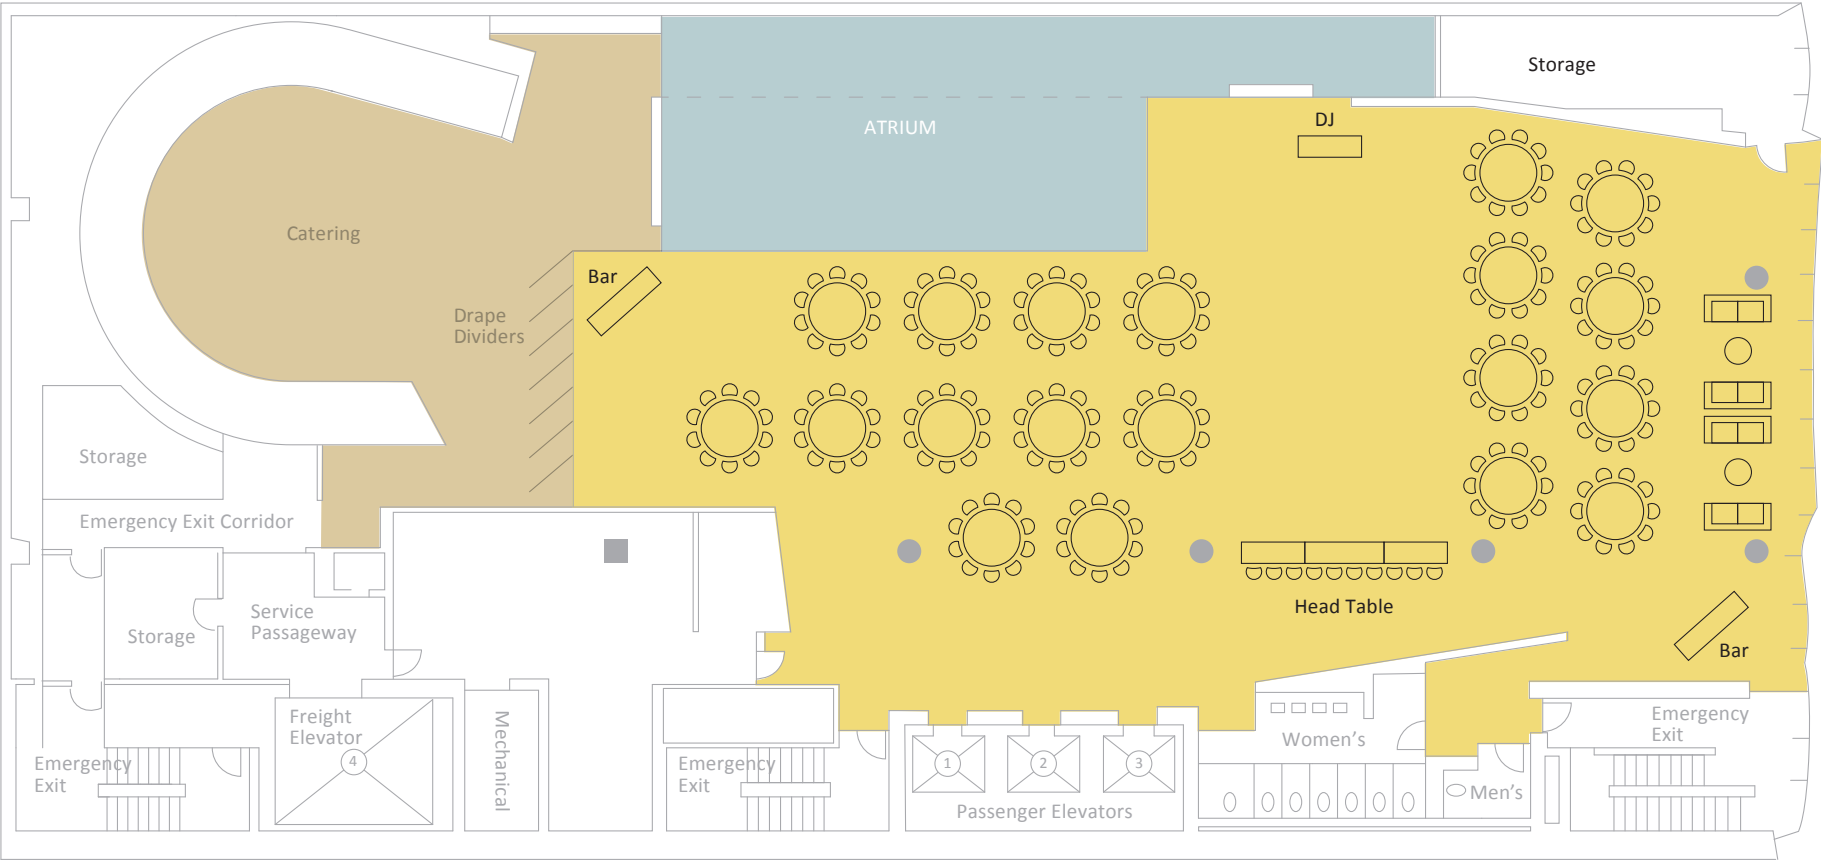 Storage
DJ
ATRIUM
Catering
Bar
Drape
Dividers
Storage
Emergency Exit Corridor
Head Table
Service
Passageway
Storage
Bar
Freight
Elevator
4
Mechanical
Emergency
Exit
Emergency
Exit
1
2
3
Passenger Elevators
Women's
Men's
Emergency
Exit